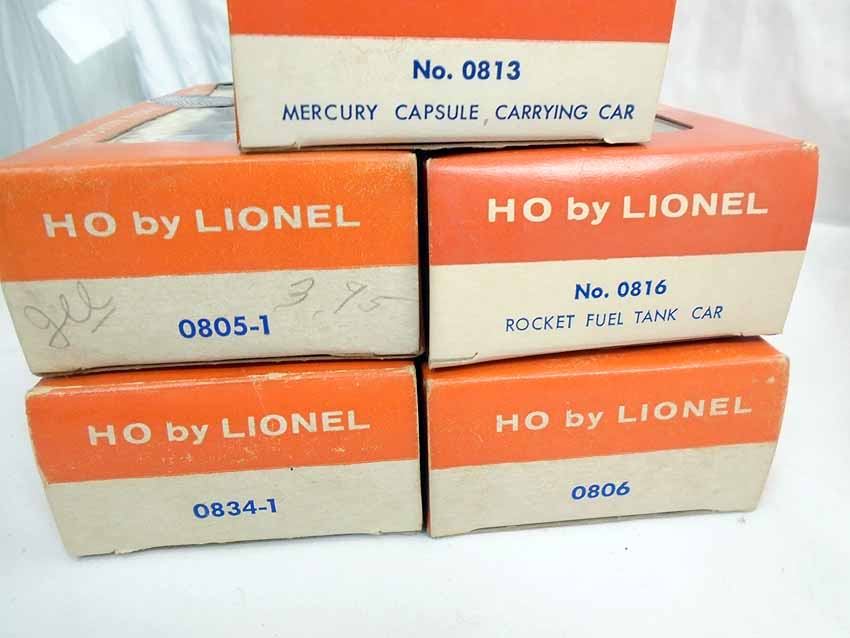 No. 0813
MERCURY CAPSULE CARRYING CAR
HO by LIONEL
3.95
0805-1
HO by LIONEL
No. 0816
ROCKET FUEL TANK CAR
HO by LIONEL
0834-1
HO by LIONEL
0806